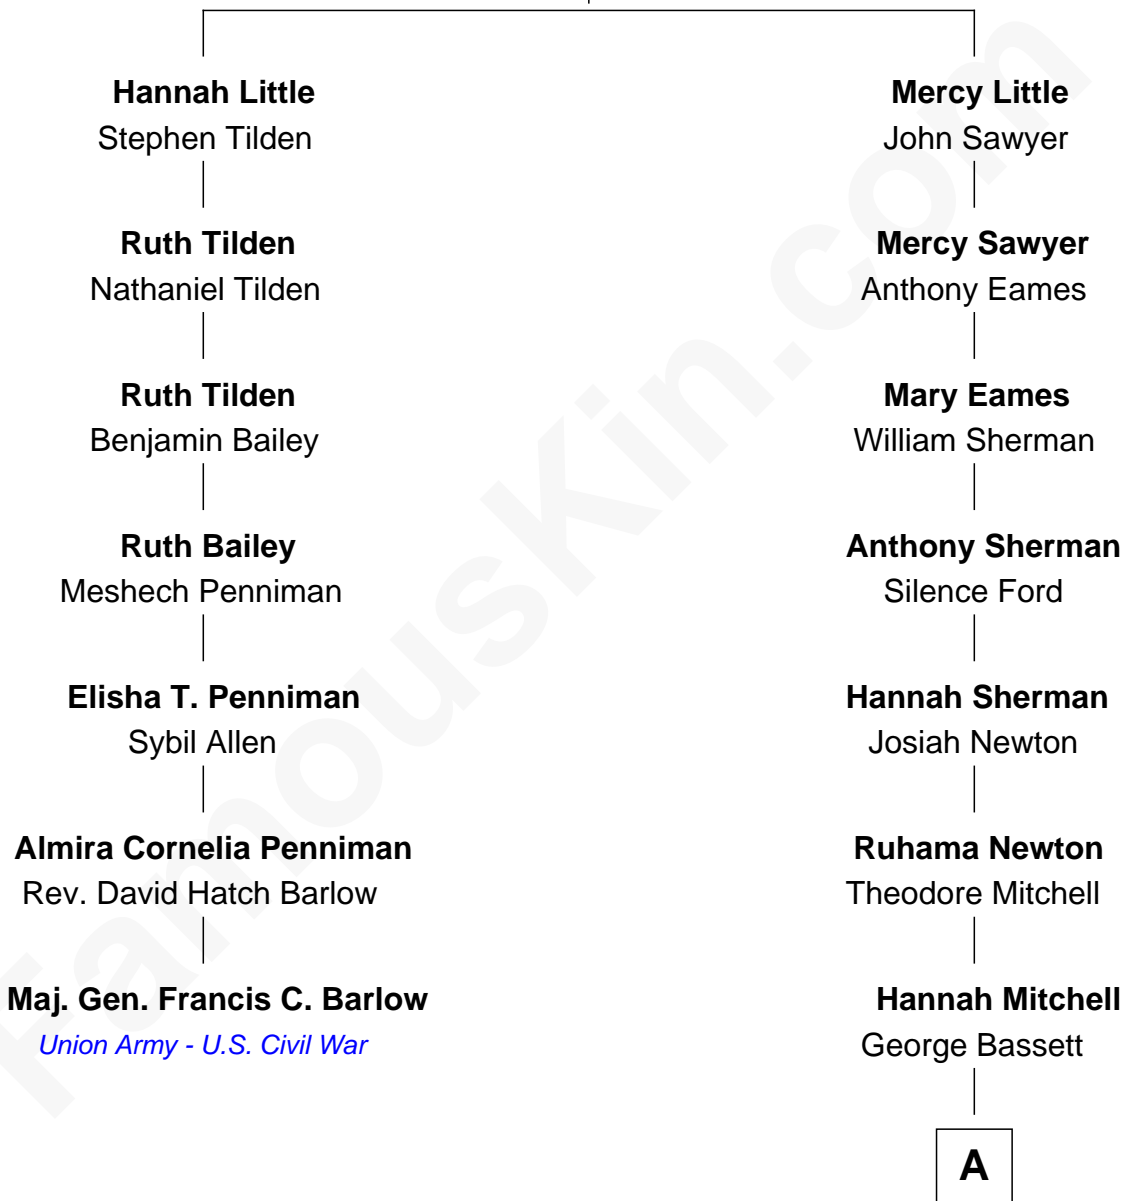 Hannah Little
Stephen Tilden
Ruth Tilden
Nathaniel Tilden
Ruth Tilden
Benjamin Bailey
Ruth Bailey
Meshech Penniman
Elisha T. Penniman
Sybil Allen
Almira Cornelia Penniman
Rev. David Hatch Barlow
Maj. Gen. Francis C. Barlow
Union Army - U.S. Civil War
Mercy Little
John Sawyer
Mercy Sawyer
Anthony Eames
Mary Eames
William Sherman
Anthony Sherman
Silence Ford
Hannah Sherman
Josiah Newton
Ruhama Newton
Theodore Mitchell
Hannah Mitchell
George Bassett
A
FamousKin.com